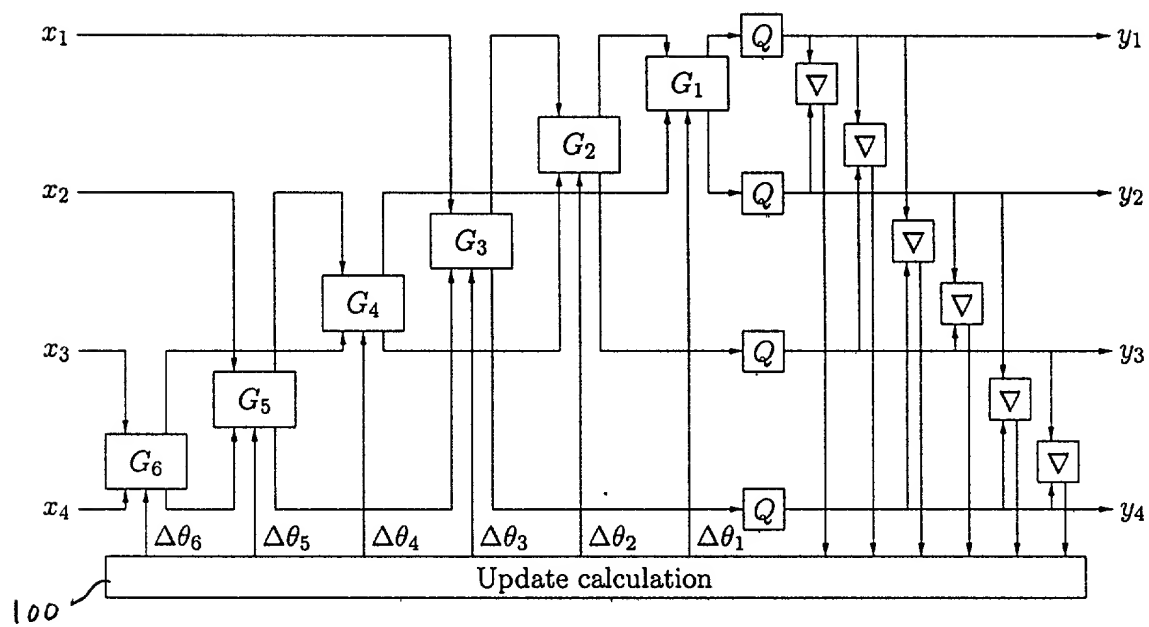 x₁ Q y₁
G₁ ∇
G₂ ∇
x₂ Q y₂
G₃ ∇
G₄ ∇
x₃ Q y₃
G₅ ∇
G₆ ∇
x₄ Q y₄
Δθ₆ Δθ₅ Δθ₄ Δθ₃ Δθ₂ Δθ₁
Update calculation
100